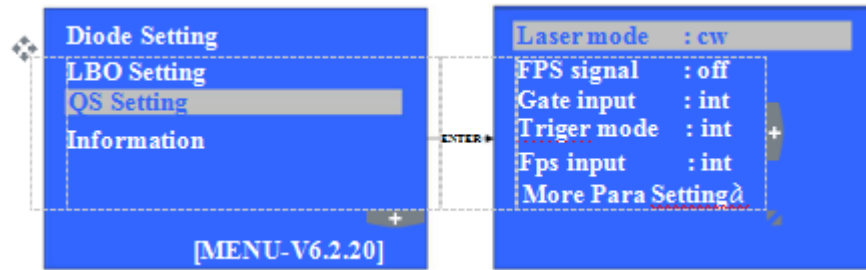 Diode Setting
LBO Setting
QS Setting
Information
[MENU-V6.2.20]
ENTER
Laser mode : cw
FPS signal : off
Gate input : int
Triger mode : int
Fps input : int
More Para Settingλ